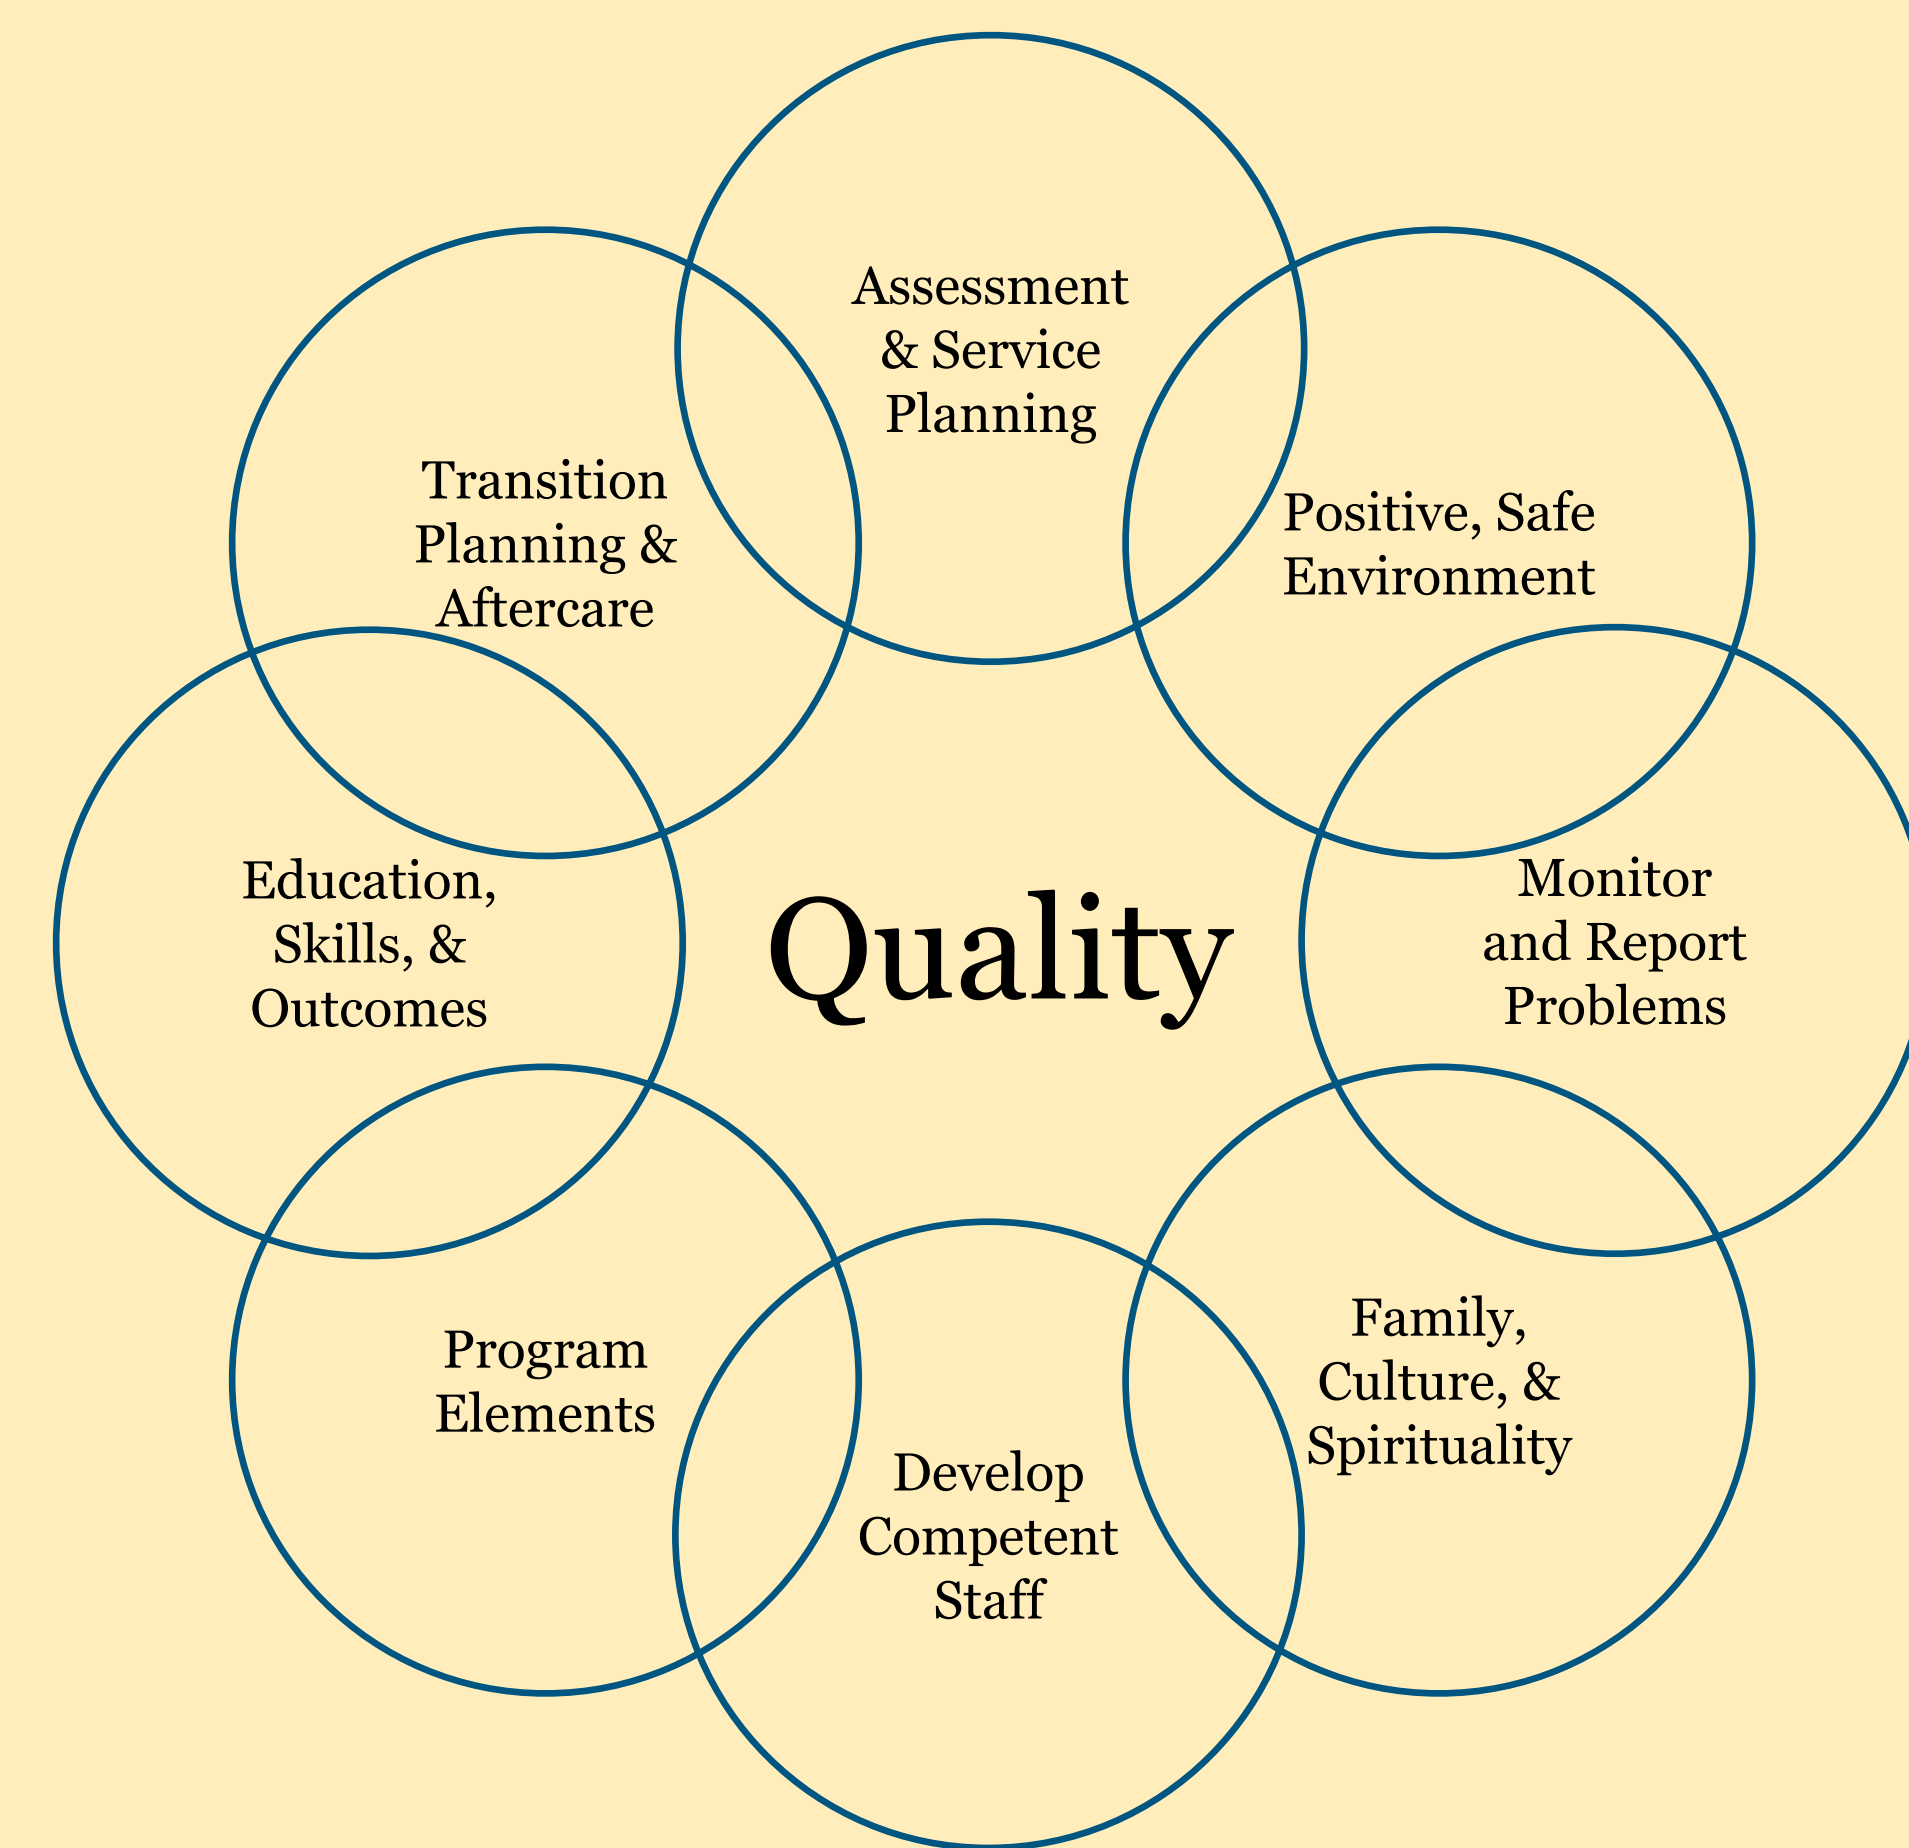 Assessment
& Service
Planning
Transition
Planning &
Aftercare
Positive, Safe
Environment
Education,
Skills, &
Outcomes
Quality
Monitor
and Report
Problems
Program
Elements
Family,
Culture, &
Spirituality
Develop
Competent
Staff